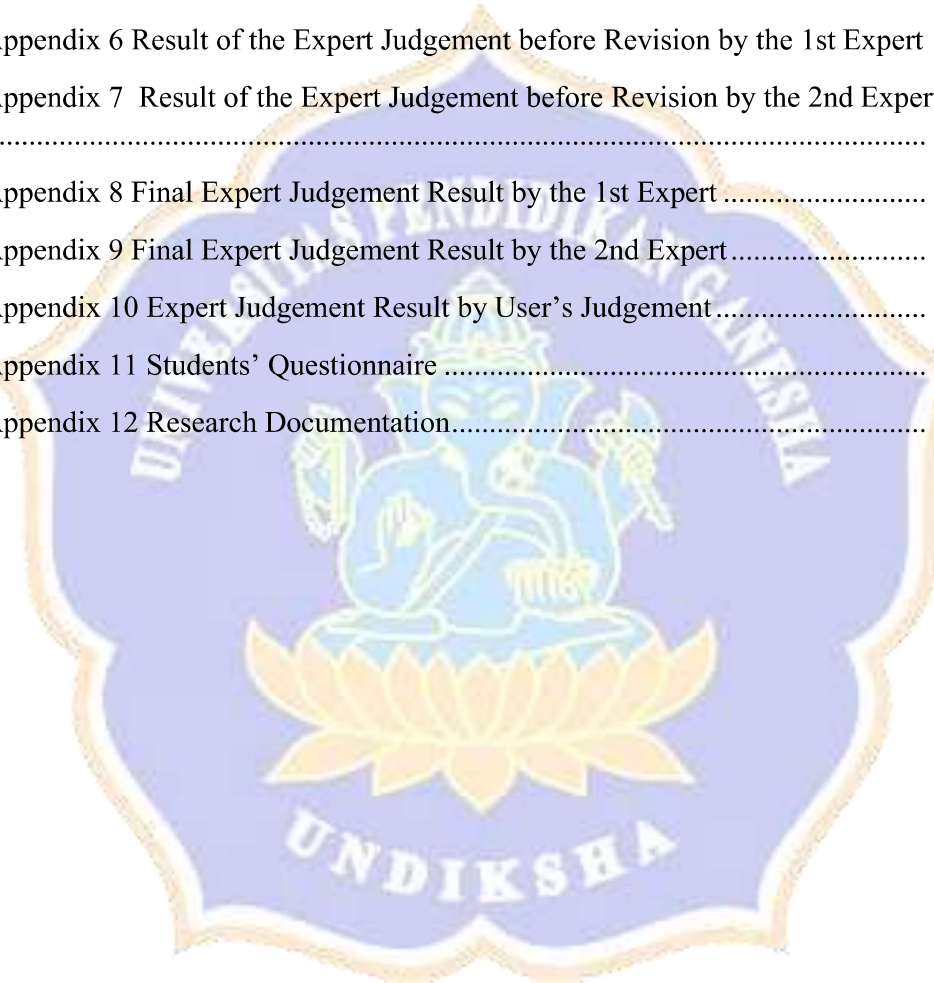 ppendix 6 Result of the Expert Judgement before Revision by the 1st Expert
ppendix 7 Result of the Expert Judgement before Revision by the 2nd Exper
................................................................................................................................
ppendix 8 Final Expert Judgement Result by the 1st Expert ...........................
ppendix 9 Final Expert Judgement Result by the 2nd Expert..........................
ppendix 10 Expert Judgement Result by User’s Judgement............................
ppendix 11 Students’ Questionnaire ................................................................
ppendix 12 Research Documentation...............................................................
UNIVERSITAS PENDIDIKAN GANESHA
UNDIKSHA